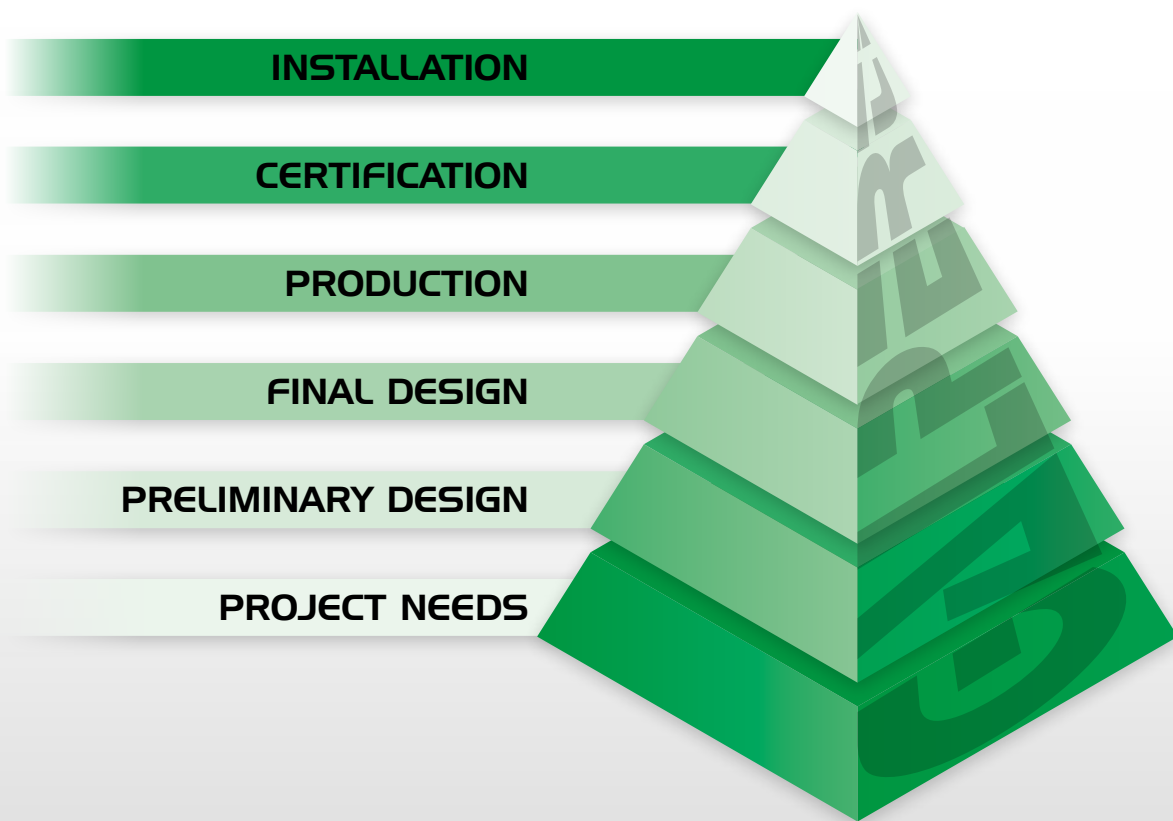 INSTALLATION
CERTIFICATION
PRODUCTION
FINAL DESIGN
PRELIMINARY DESIGN
PROJECT NEEDS